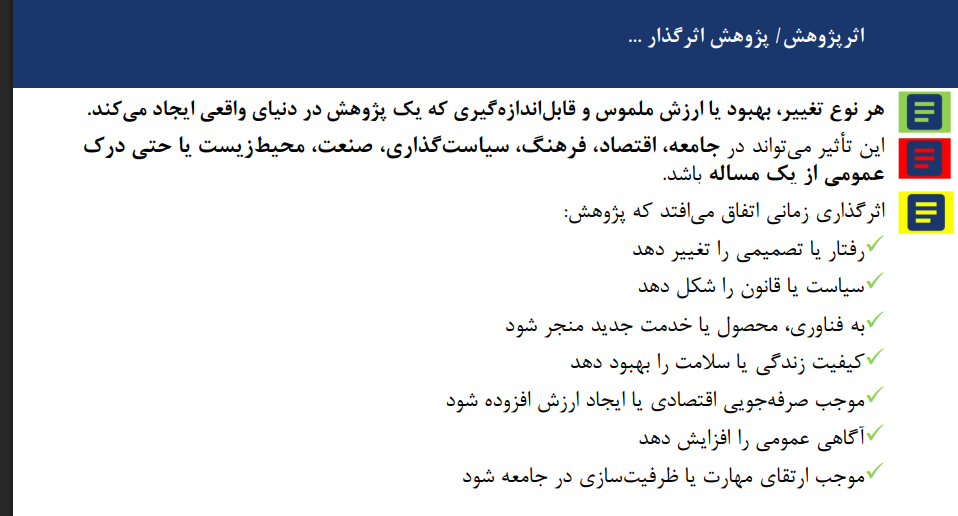 اثرپژوهش/ پژوهش اثرگذار ...
هر نوع تغییر، بهبود یا ارزش ملموس و قابل‌اندازه‌گیری که یک پژوهش در دنیای واقعی ایجاد می‌کند.
این تأثیر می‌تواند در جامعه، اقتصاد، فرهنگ، سیاست‌گذاری، صنعت، محیط‌زیست یا حتی درک
عمومی از یک مساله باشد.
اثرگذاری زمانی اتفاق می‌افتد که پژوهش:
✓رفتار یا تصمیمی را تغییر دهد
✓سیاست یا قانون را شکل دهد
✓به فناوری، محصول یا خدمت جدید منجر شود
✓کیفیت زندگی یا سلامت را بهبود دهد
✓موجب صرفه‌جویی اقتصادی یا ایجاد ارزش افزوده شود
✓آگاهی عمومی را افزایش دهد
✓موجب ارتقای مهارت یا ظرفیت‌سازی در جامعه شود